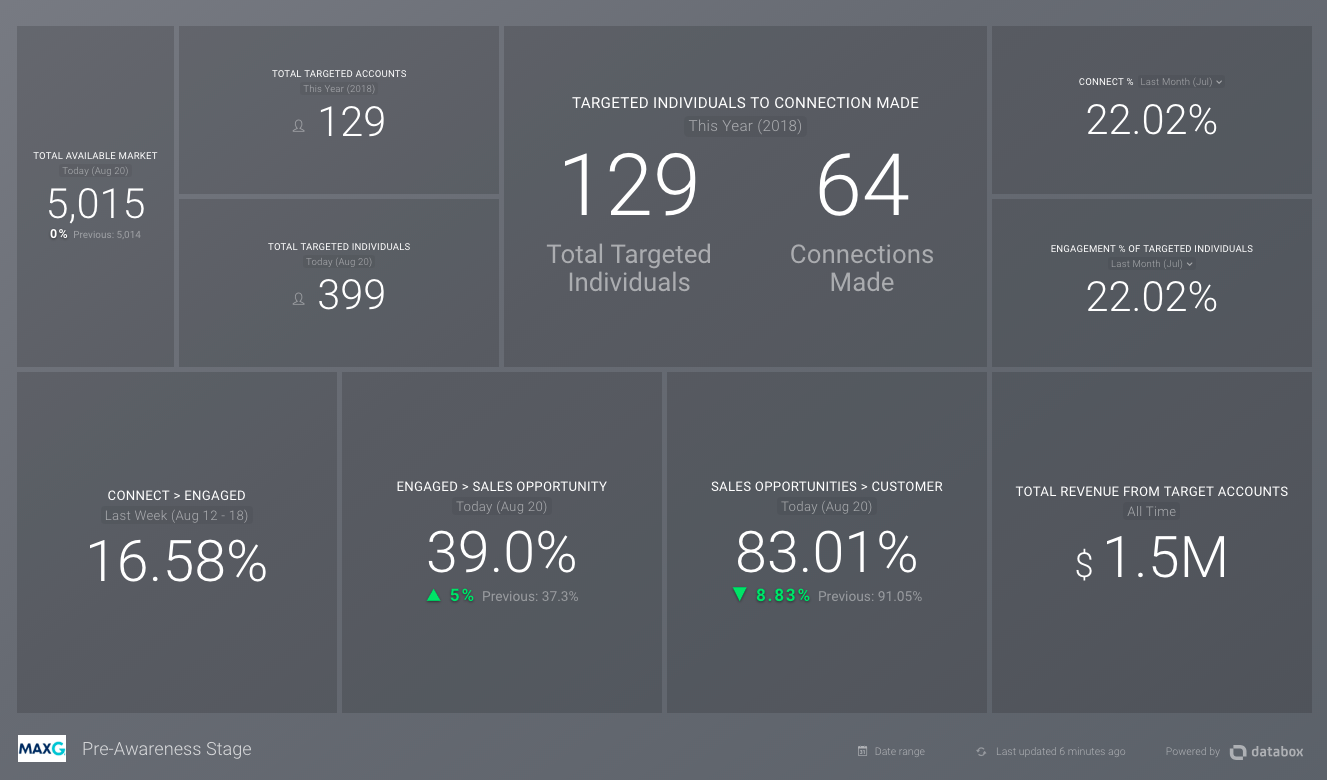 TOTAL AVAILABLE MARKET
Today (Aug 20)
5,015
0% Previous: 5,014
TOTAL TARGETED ACCOUNTS
This Year (2018)
129
TOTAL TARGETED INDIVIDUALS
Today (Aug 20)
399
TARGETED INDIVIDUALS TO CONNECTION MADE
This Year (2018)
129 64
Total Targeted Connections
Individuals Made
CONNECT % Last Month (Jul)
22.02%
ENGAGEMENT % OF TARGETED INDIVIDUALS
Last Month (Jul)
22.02%
CONNECT > ENGAGED
Last Week (Aug 12 - 18)
16.58%
ENGAGED > SALES OPPORTUNITY
Today (Aug 20)
39.0%
▲ 5% Previous: 37.3%
SALES OPPORTUNITIES > CUSTOMER
Today (Aug 20)
83.01%
▼ 8.83% Previous: 91.05%
TOTAL REVENUE FROM TARGET ACCOUNTS
All Time
$ 1.5M
MAXG Pre-Awareness Stage
Date range
Last updated 6 minutes ago
Powered by databox